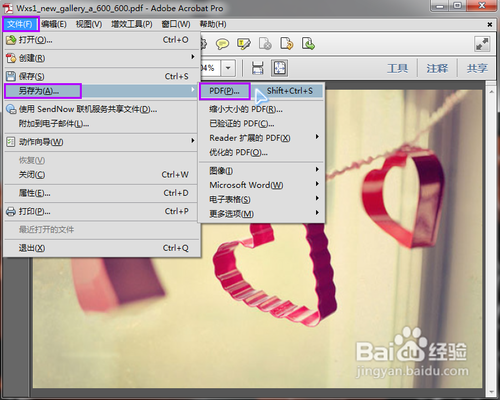 Wxs1_new_gallery_a_600_600.pdf - Adobe Acrobat Pro
文件(F) 编辑(E) 视图(V) 增效工具(P) 窗口(W) 帮助(H)
打开(O)... Ctrl+O
创建(R)
保存(S) Ctrl+S
另存为(A)...
使用 SendNow 联机服务共享文件(D)...
附加到电子邮件(L)...
动作向导(W)
恢复(V)
关闭(C) Ctrl+W
属性(E)... Ctrl+D
打印(P)... Ctrl+P
最近打开的文件
退出(X) Ctrl+Q
04%
工具 注释 共享
PDF(P)... Shift+Ctrl+S
缩小大小的 PDF(R)...
已验证的 PDF(C)...
Reader 扩展的 PDF(X)
优化的 PDF(O)...
图像(I)
Microsoft Word(W)
电子表格(S)
更多选项(M)
Baidu 经验
jingyan.baidu.com